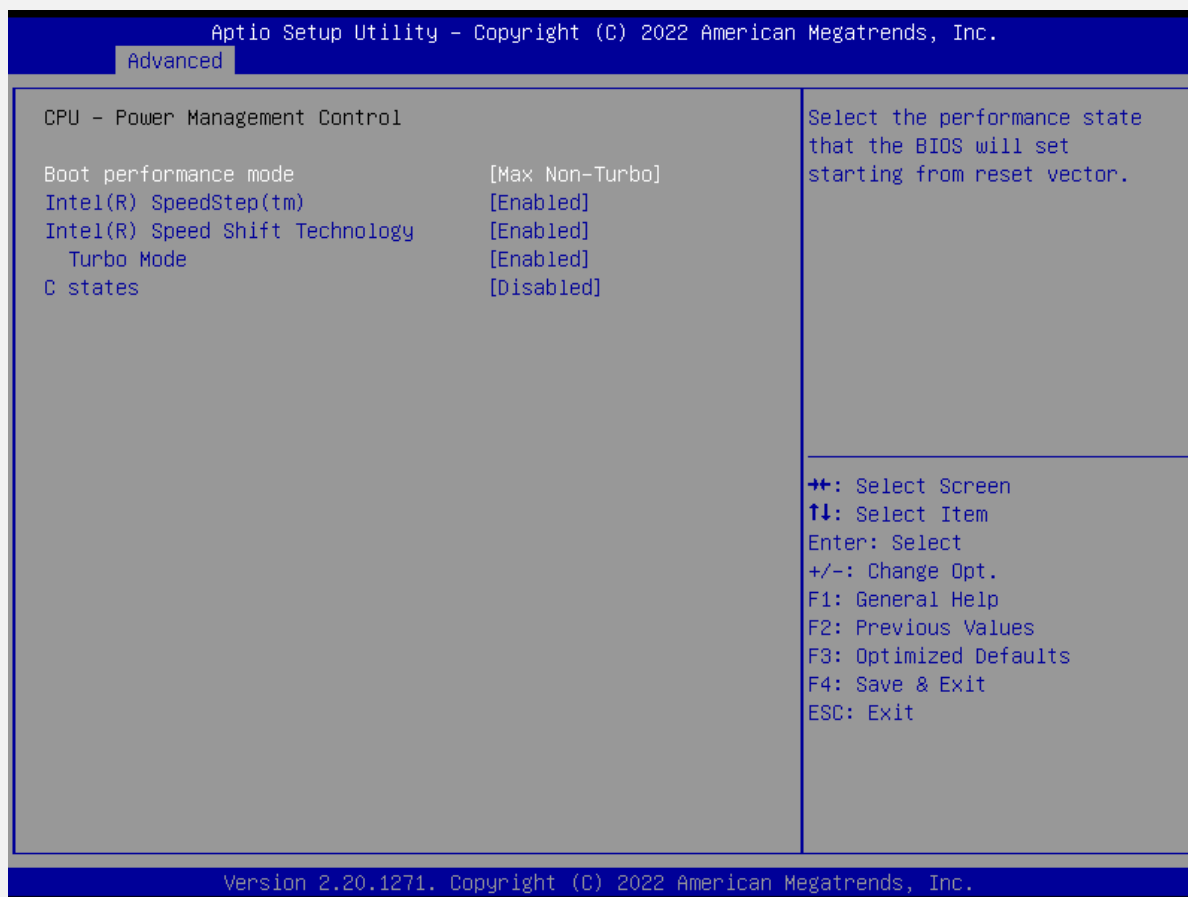 Aptio Setup Utility – Copyright (C) 2022 American Megatrends, Inc.
Advanced
CPU – Power Management Control
Boot performance mode [Max Non-Turbo]
Intel(R) SpeedStep(tm) [Enabled]
Intel(R) Speed Shift Technology [Enabled]
Turbo Mode [Enabled]
C states [Disabled]
Select the performance state
that the BIOS will set
starting from reset vector.
→←: Select Screen
↑↓: Select Item
Enter: Select
+/-: Change Opt.
F1: General Help
F2: Previous Values
F3: Optimized Defaults
F4: Save & Exit
ESC: Exit
Version 2.20.1271. Copyright (C) 2022 American Megatrends, Inc.